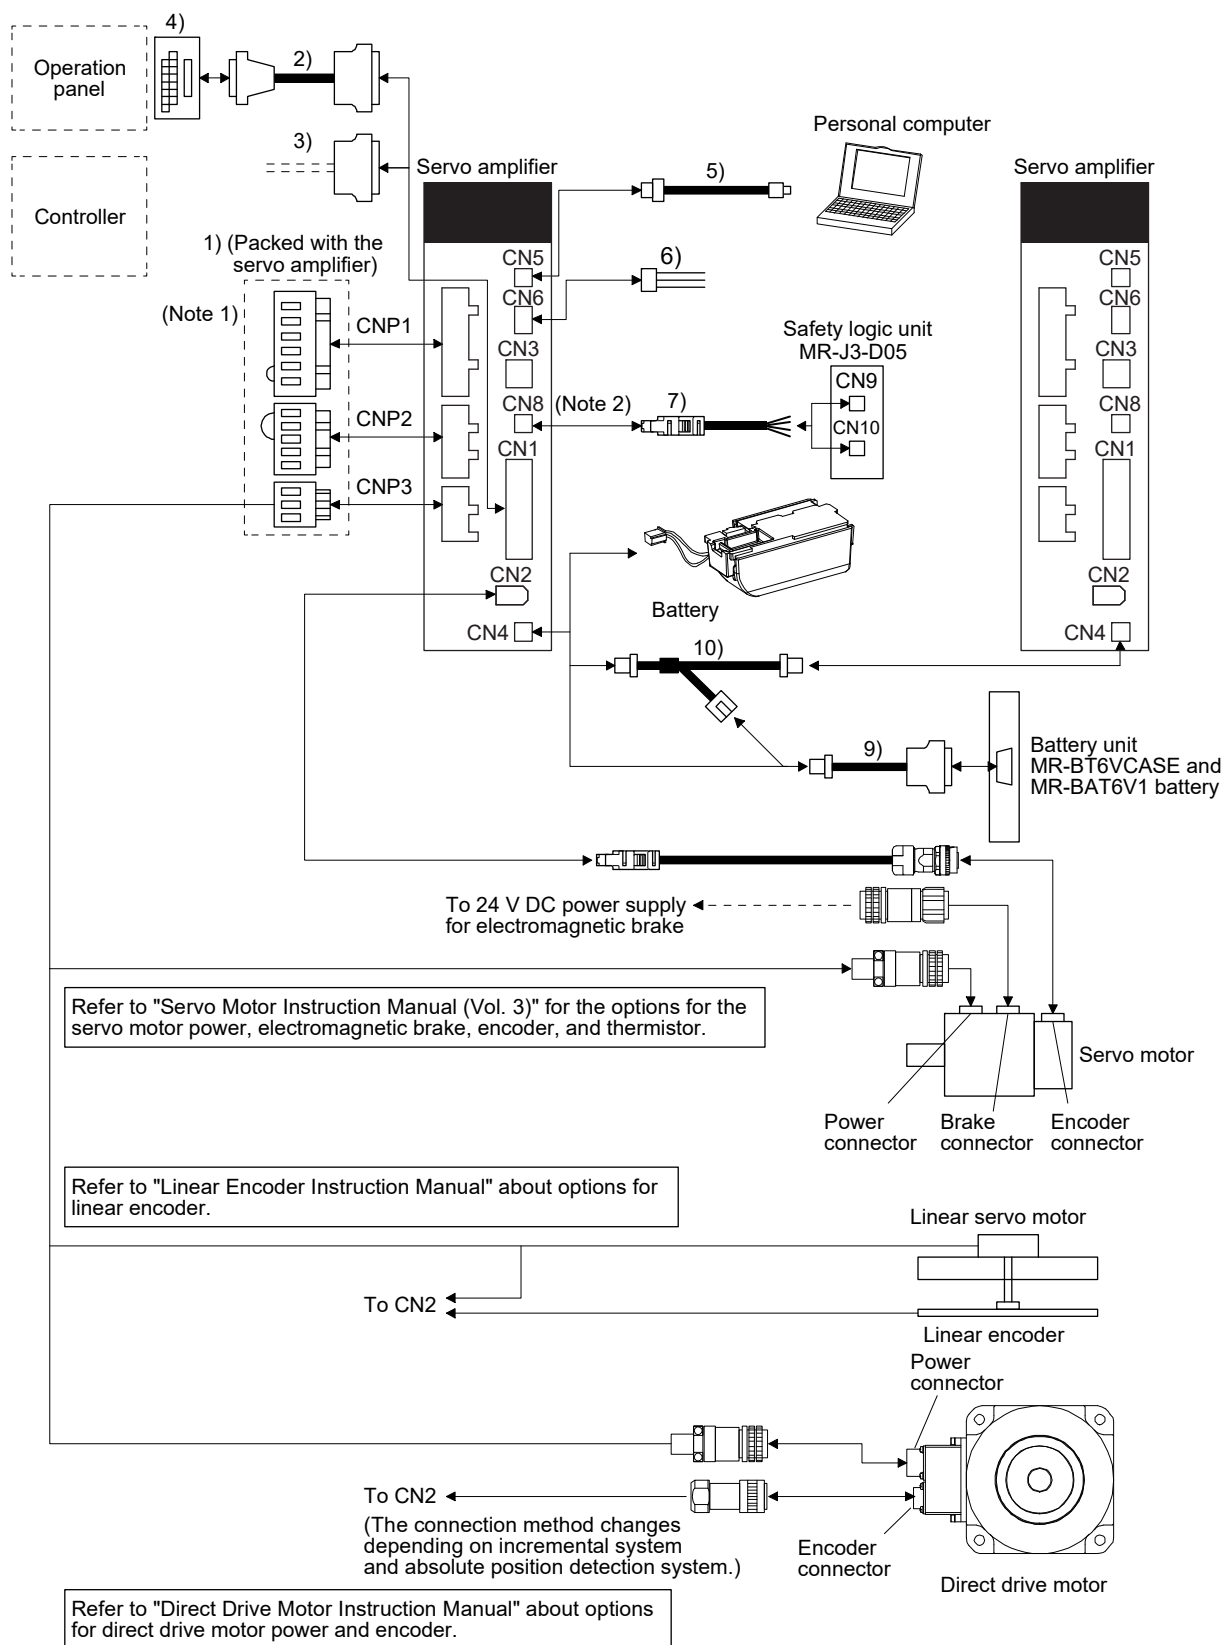 4)
Operation
panel
2)
3)
Controller
Personal computer
Servo amplifier
5)
Servo amplifier
1) (Packed with the
servo amplifier)
CN5
6)
CN5
CN6
CN6
(Note 1)
CNP1
Safety logic unit
MR-J3-D05
CN3
CN3
CN9
CN8
(Note 2)
7)
CN8
CNP2
CN10
CN1
CN1
CNP3
CN2
CN2
Battery
CN4
10)
CN4
9)
Battery unit
MR-BT6VCASE and
MR-BAT6V1 battery
To 24 V DC power supply
for electromagnetic brake
Refer to "Servo Motor Instruction Manual (Vol. 3)" for the options for the
servo motor power, electromagnetic brake, encoder, and thermistor.
Servo motor
Power
connector
Brake
connector
Encoder
connector
Refer to "Linear Encoder Instruction Manual" about options for
linear encoder.
Linear servo motor
To CN2
Linear encoder
Power
connector
To CN2
(The connection method changes
depending on incremental system
and absolute position detection system.)
Encoder
connector
Direct drive motor
Refer to "Direct Drive Motor Instruction Manual" about options
for direct drive motor power and encoder.